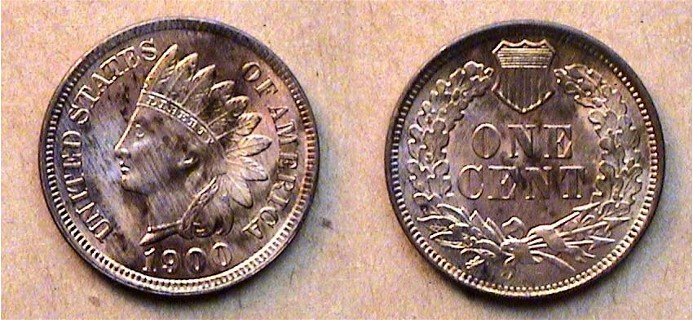 UNITED STATES OF AMERICA
LIBERTY
1900
ONE
CENT